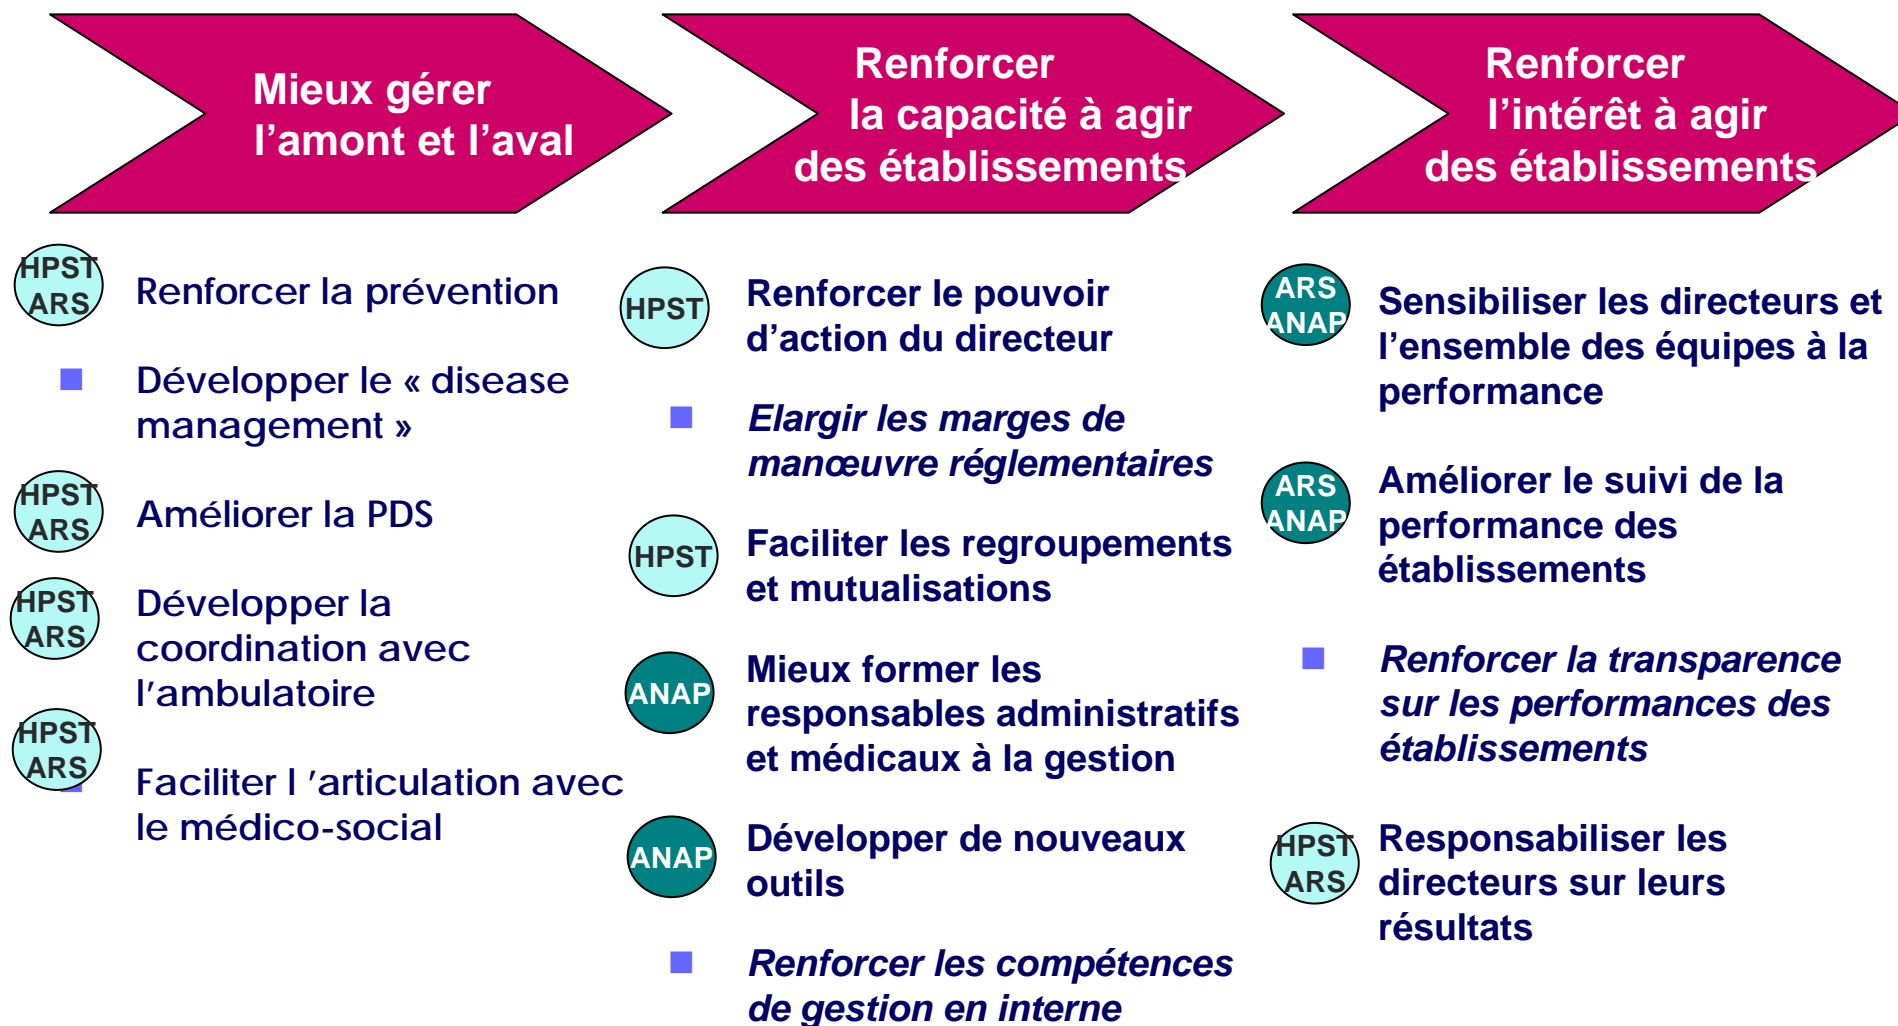 Mieux gérer
l’amont et l’aval
HPST
ARS
Renforcer la prévention
Développer le « disease
management »
HPST
ARS
Améliorer la PDS
HPST
ARS
Développer la
coordination avec
l’ambulatoire
HPST
ARS
Faciliter l ’articulation avec
le médico-social
Renforcer
la capacité à agir
des établissements
HPST
Renforcer le pouvoir
d’action du directeur
Elargir les marges de
manœuvre réglementaires
HPST
Faciliter les regroupements
et mutualisations
ANAP
Mieux former les
responsables administratifs
et médicaux à la gestion
ANAP
Développer de nouveaux
outils
Renforcer les compétences
de gestion en interne
Renforcer
l’intérêt à agir
des établissements
ARS
ANAP
Sensibiliser les directeurs et
l’ensemble des équipes à la
performance
ARS
ANAP
Améliorer le suivi de la
performance des
établissements
Renforcer la transparence
sur les performances des
établissements
HPST
ARS
Responsabiliser les
directeurs sur leurs
résultats